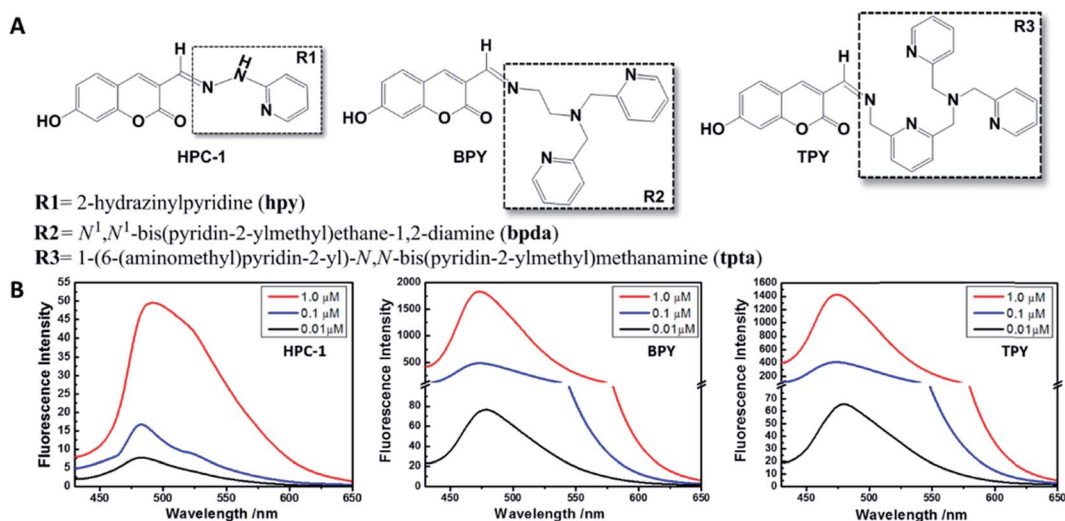 A
H
N
H
N
N
R1
HO
O
O
HPC-1
H
N
HO
O
O
N
N
N
BPY
R2
H
N
HO
O
O
TPY
N
N
N
N
R3
R1= 2-hydrazinylpyridine (hpy)
R2 = N¹,N¹-bis(pyridin-2-ylmethyl)ethane-1,2-diamine (bpda)
R3 = 1-(6-(aminomethyl)pyridin-2-yl)-N,N-bis(pyridin-2-ylmethyl)methanamine (tpta)
B
Fluorescence Intensity
55
50
45
40
35
30
25
20
15
10
5
0
450 500 550 600 650
Wavelength /nm
1.0 μM
0.1 μM
0.01μM
HPC-1
Fluorescence Intensity
2000
1500
1000
500
80
60
40
20
0
450 500 550 600 650
Wavelength /nm
1.0 μM
0.1 μM
0.01μM
BPY
Fluorescence Intensity
1600
1400
1200
1000
800
600
400
200
70
60
50
40
30
20
10
0
450 500 550 600 650
Wavelength /nm
1.0 μM
0.1 μM
0.01μM
TPY